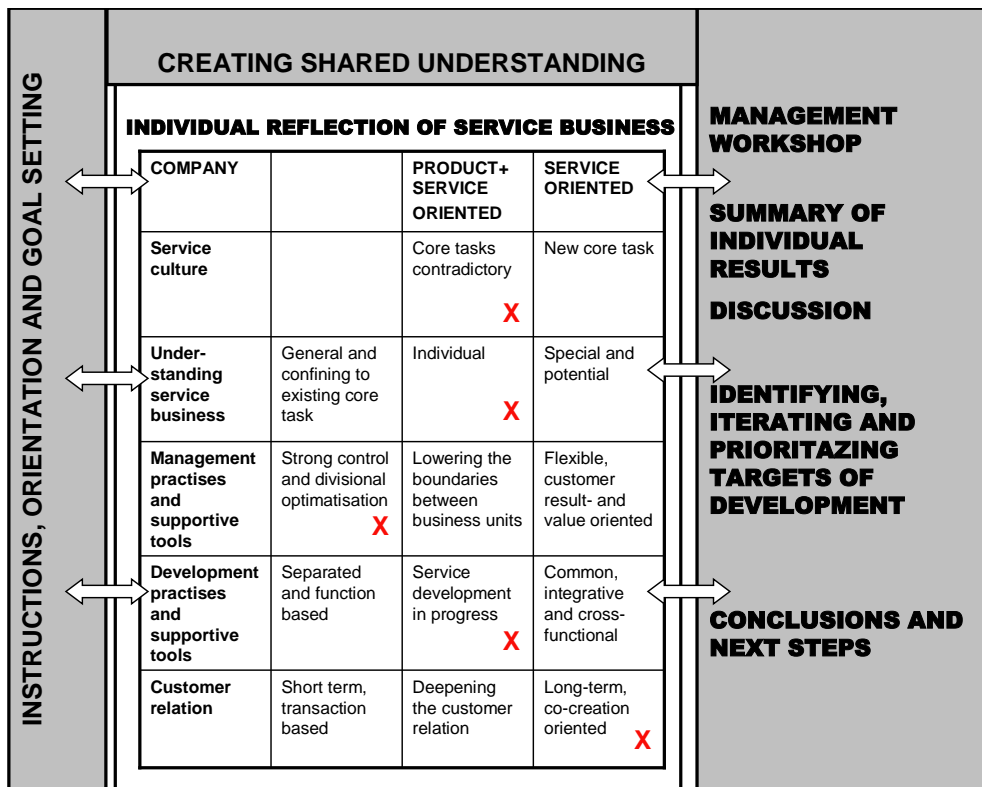 INSTRUCTIONS, ORIENTATION AND GOAL SETTING
CREATING SHARED UNDERSTANDING
INDIVIDUAL REFLECTION OF SERVICE BUSINESS
COMPANY
PRODUCT+
SERVICE
ORIENTED
SERVICE
ORIENTED
Service
culture
Core tasks
contradictory
X
New core task
Under-
standing
service
business
General and
confining to
existing core
task
Individual
X
Special and
potential
Management
practises
and
supportive
tools
Strong control
and divisional
optimatisation
X
Lowering the
boundaries
between
business units
Flexible,
customer
result- and
value oriented
Development
practises
and
supportive
tools
Separated
and function
based
Service
development
in progress
X
Common,
integrative
and cross-
functional
Customer
relation
Short term,
transaction
based
Deepening
the customer
relation
Long-term,
co-creation
oriented
X
MANAGEMENT
WORKSHOP
SUMMARY OF
INDIVIDUAL
RESULTS
DISCUSSION
IDENTIFYING,
ITERATING AND
PRIORITAZING
TARGETS OF
DEVELOPMENT
CONCLUSIONS AND
NEXT STEPS